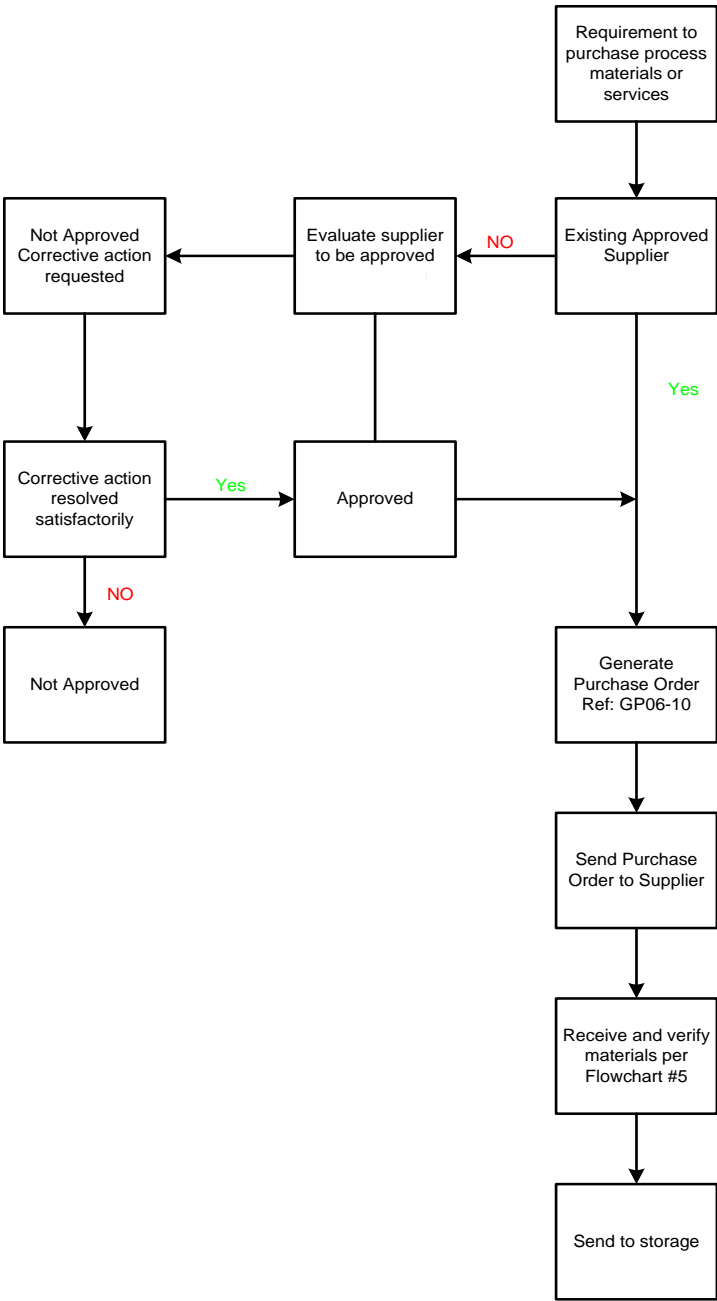 Requirement to
purchase process
materials or
services
Not Approved
Corrective action
requested
Evaluate supplier
to be approved
NO
Existing Approved
Supplier
Yes
Corrective action
resolved
satisfactorily
Yes
Approved
NO
Not Approved
Generate
Purchase Order
Ref: GP06-10
Send Purchase
Order to Supplier
Receive and verify
materials per
Flowchart #5
Send to storage